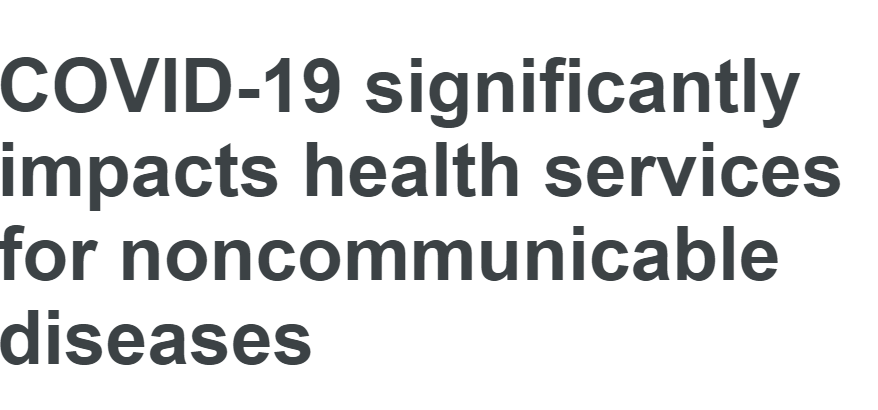 COVID-19 significantly
impacts health services
for noncommunicable
diseases